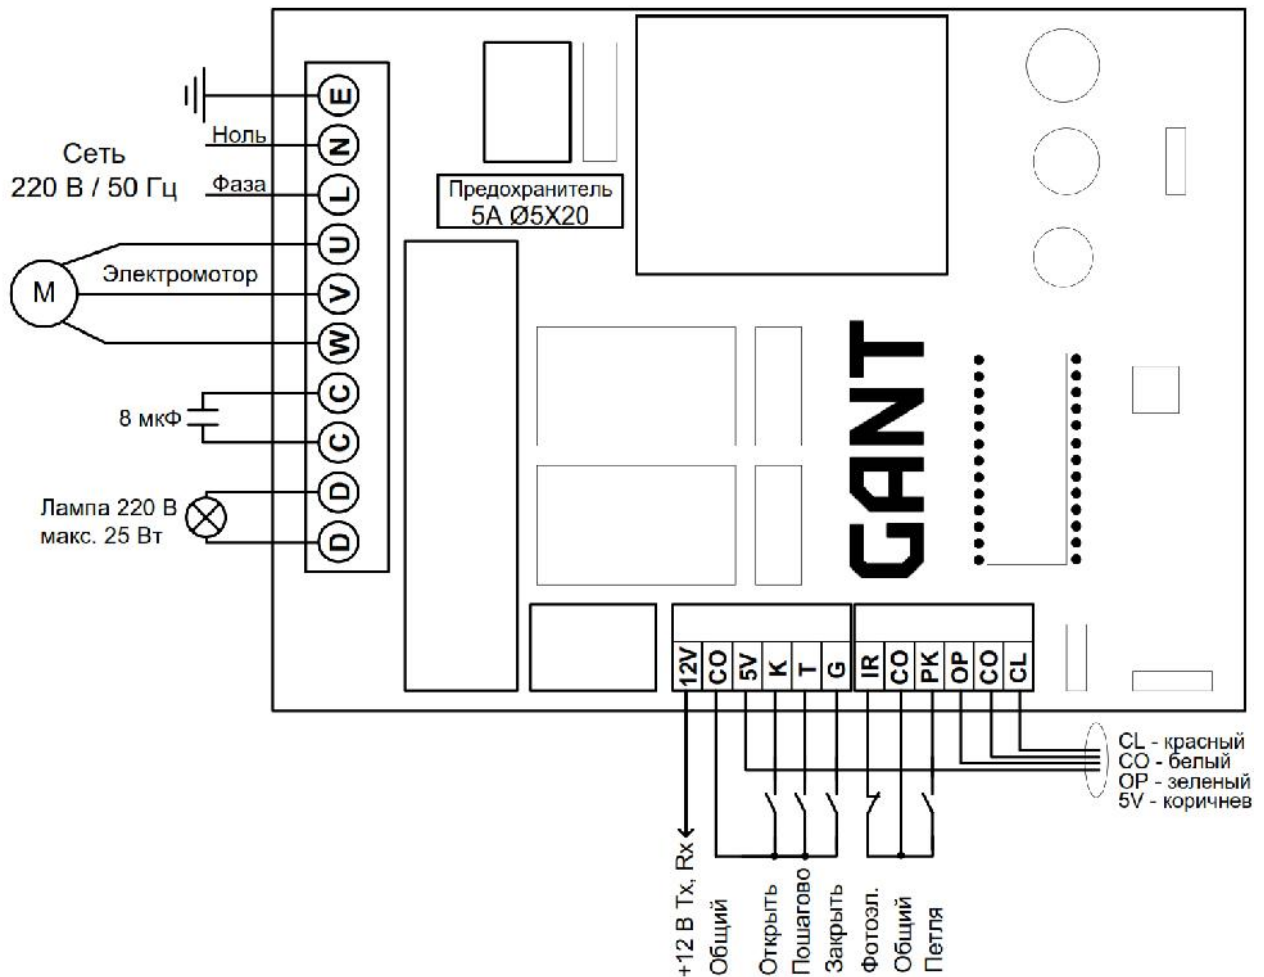 E
Ноль
N
Сеть
220 В / 50 Гц
Фаза
L
Предохранитель
5А Ø5X20
U
Электромотор
M
V
W
C
8 мкФ
C
D
Лампа 220 В
макс. 25 Вт
D
GANT
12V
CO
5V
K
T
G
IR
CO
PK
OP
CO
CL
CL - красный
CO - белый
OP - зеленый
5V - коричнев
+12 В Tx, Rx
Общий
Открыть
Пошагово
Закрыть
Фотоэл.
Общий
Петля